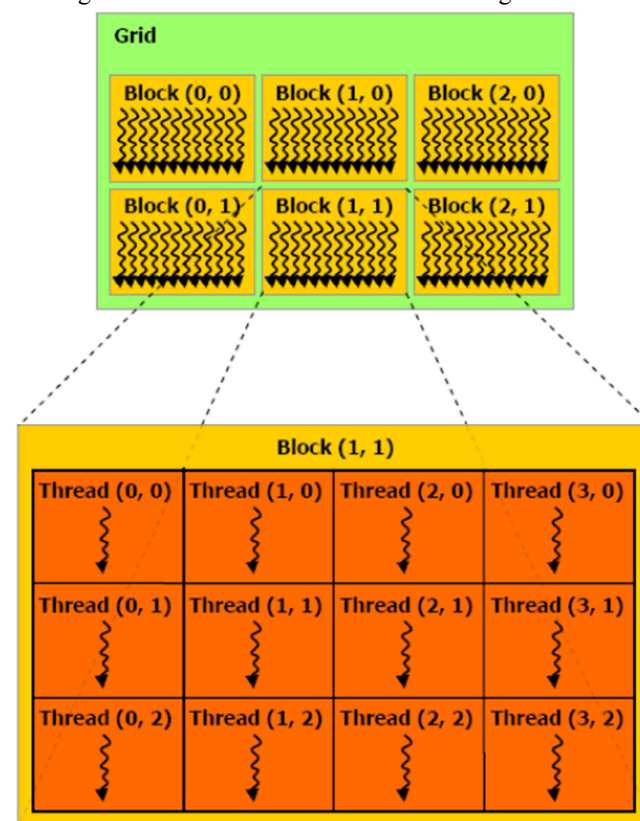 Grid
Block (0, 0) Block (1, 0) Block (2, 0)
Block (0, 1) Block (1, 1) Block (2, 1)
Block (1, 1)
Thread (0, 0) Thread (1, 0) Thread (2, 0) Thread (3, 0)
Thread (0, 1) Thread (1, 1) Thread (2, 1) Thread (3, 1)
Thread (0, 2) Thread (1, 2) Thread (2, 2) Thread (3, 2)